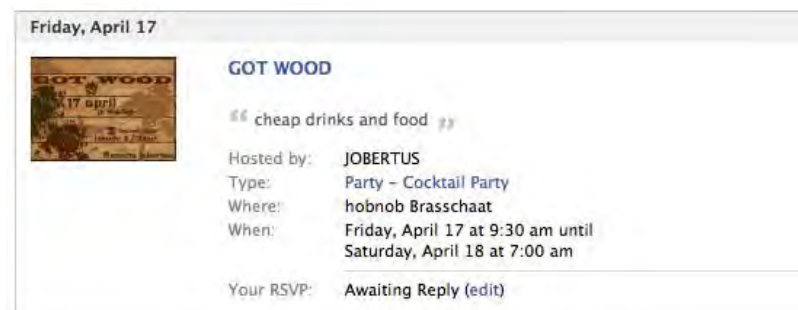 Friday, April 17
GOT WOOD
GOT WOOD
17 april
“ cheap drinks and food ”
Hosted by: JOBERTUS
Type: Party – Cocktail Party
Where: hobnob Brasschaat
When: Friday, April 17 at 9:30 am until
Saturday, April 18 at 7:00 am
Your RSVP: Awaiting Reply (edit)